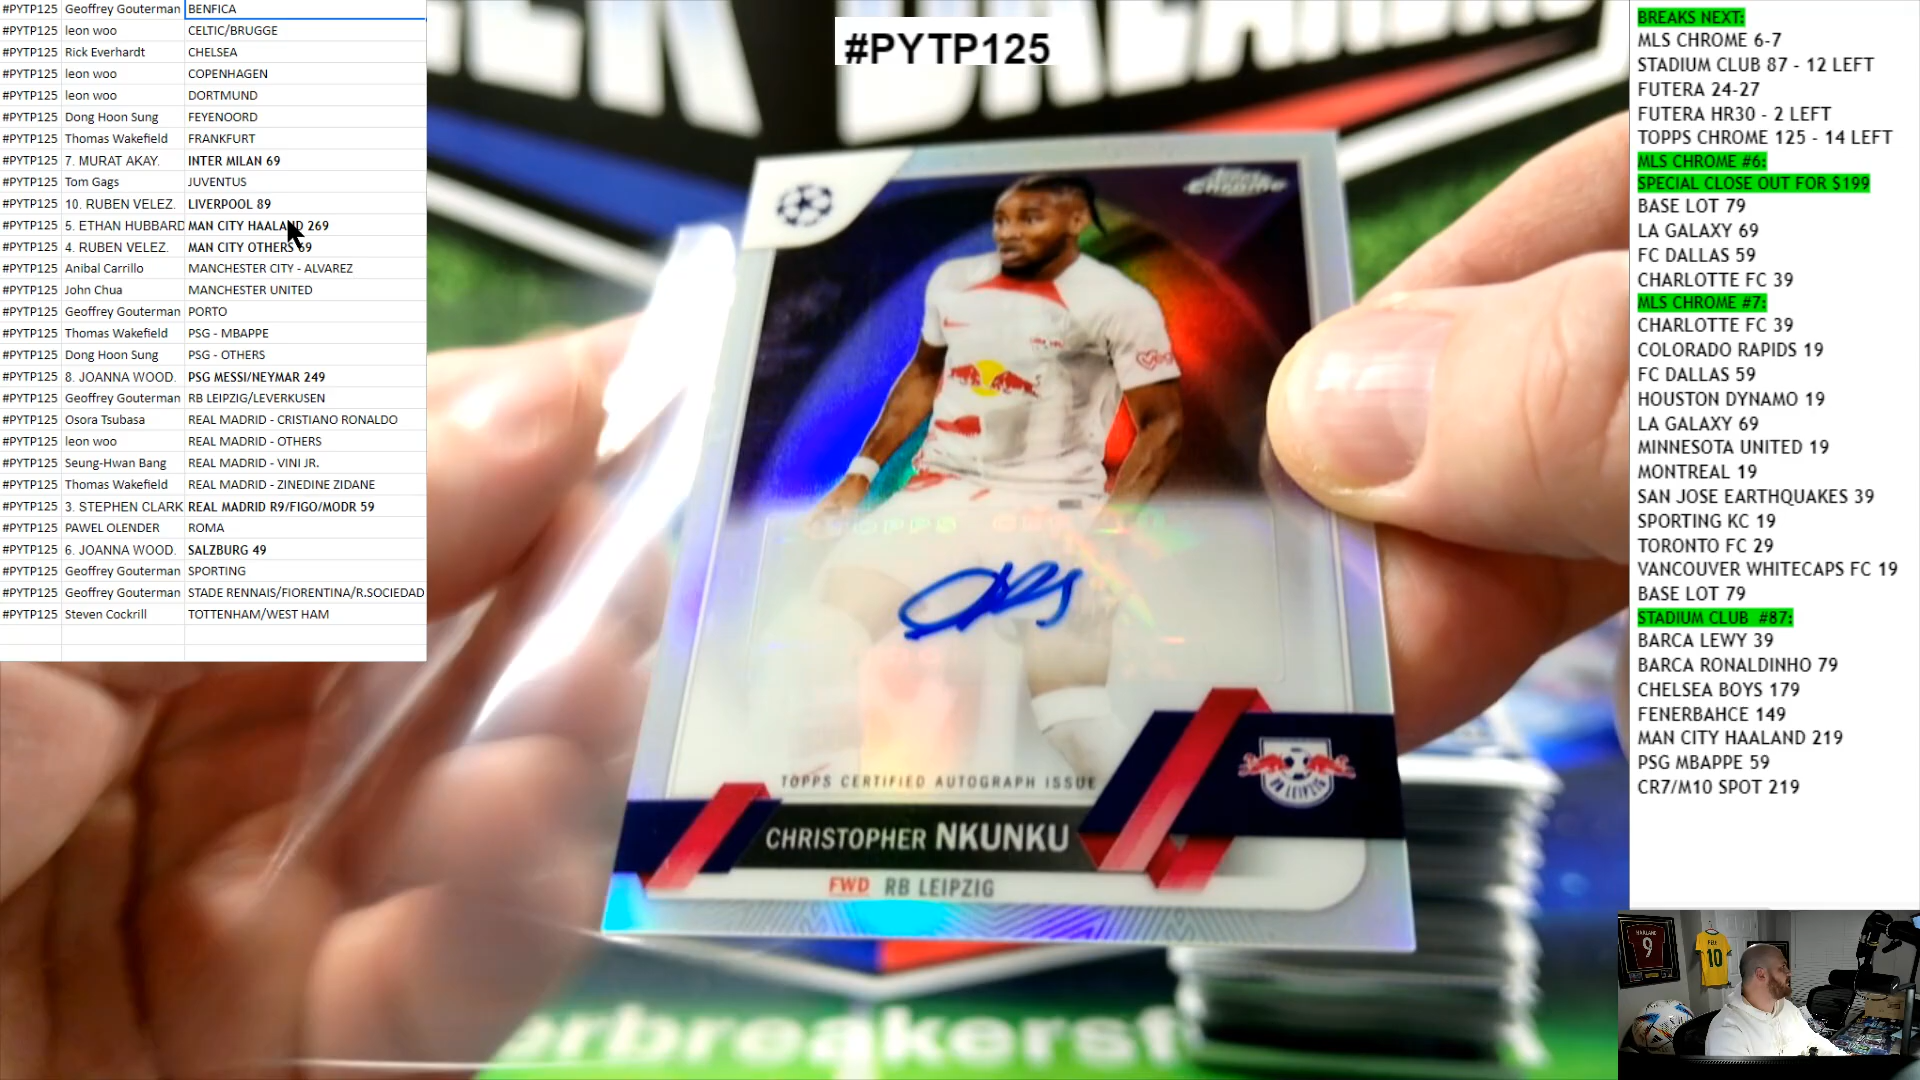 #PYTP125 Geoffrey Gouterman BENFICA
#PYTP125 leon woo CELTIC/BRUGGE
#PYTP125 Rick Everhardt CHELSEA
#PYTP125 leon woo COPENHAGEN
#PYTP125 leon woo DORTMUND
#PYTP125 Dong Hoon Sung FEYENOORD
#PYTP125 Thomas Wakefield FRANKFURT
#PYTP125 7. MURAT AKAY. INTER MILAN 69
#PYTP125 Tom Gags JUVENTUS
#PYTP125 10. RUBEN VELEZ. LIVERPOOL 89
#PYTP125 5. ETHAN HUBBARD MAN CITY HAALAND 269
#PYTP125 4. RUBEN VELEZ. MAN CITY OTHERS
#PYTP125 Anibal Carrillo MANCHESTER CITY - ALVAREZ
#PYTP125 John Chua MANCHESTER UNITED
#PYTP125 Geoffrey Gouterman PORTO
#PYTP125 Thomas Wakefield PSG - MBAPPE
#PYTP125 Dong Hoon Sung PSG - OTHERS
#PYTP125 8. JOANNA WOOD. PSG MESSI/NEYMAR 249
#PYTP125 Geoffrey Gouterman RB LEIPZIG/LEVERKUSEN
#PYTP125 Osora Tsubasa REAL MADRID - CRISTIANO RONALDO
#PYTP125 leon woo REAL MADRID - OTHERS
#PYTP125 Seung-Hwan Bang REAL MADRID - VINI JR.
#PYTP125 Thomas Wakefield REAL MADRID - ZINEDINE ZIDANE
#PYTP125 3. STEPHEN CLARK REAL MADRID R9/FIGO/MODR 59
#PYTP125 PAWEL OLENDER ROMA
#PYTP125 6. JOANNA WOOD. SALZBURG 49
#PYTP125 Geoffrey Gouterman SPORTING
#PYTP125 Geoffrey Gouterman STADE RENNAIS/FIORENTINA/R.SOCIEDAD
#PYTP125 Steven Cockrill TOTTENHAM/WEST HAM
#PYTP125
Topps Chrome
TOPPS CERTIFIED AUTOGRAPH ISSUE
CHRISTOPHER NKUNKU
FWD RB LEIPZIG
RB LEIPZIG
BREAKS NEXT:
MLS CHROME 6-7
STADIUM CLUB 87 - 12 LEFT
FUTERA 24-27
FUTERA HR30 - 2 LEFT
TOPPS CHROME 125 - 14 LEFT
MLS CHROME #6:
SPECIAL CLOSE OUT FOR $199
BASE LOT 79
LA GALAXY 69
FC DALLAS 59
CHARLOTTE FC 39
MLS CHROME #7:
CHARLOTTE FC 39
COLORADO RAPIDS 19
FC DALLAS 59
HOUSTON DYNAMO 19
LA GALAXY 69
MINNESOTA UNITED 19
MONTREAL 19
SAN JOSE EARTHQUAKES 39
SPORTING KC 19
TORONTO FC 29
VANCOUVER WHITECAPS FC 19
BASE LOT 79
STADIUM CLUB #87:
BARCA LEWY 39
BARCA RONALDINHO 79
CHELSEA BOYS 179
FENERBAHCE 149
MAN CITY HAALAND 219
PSG MBAPPE 59
CR7/M10 SPOT 219
HAALAND
9
10